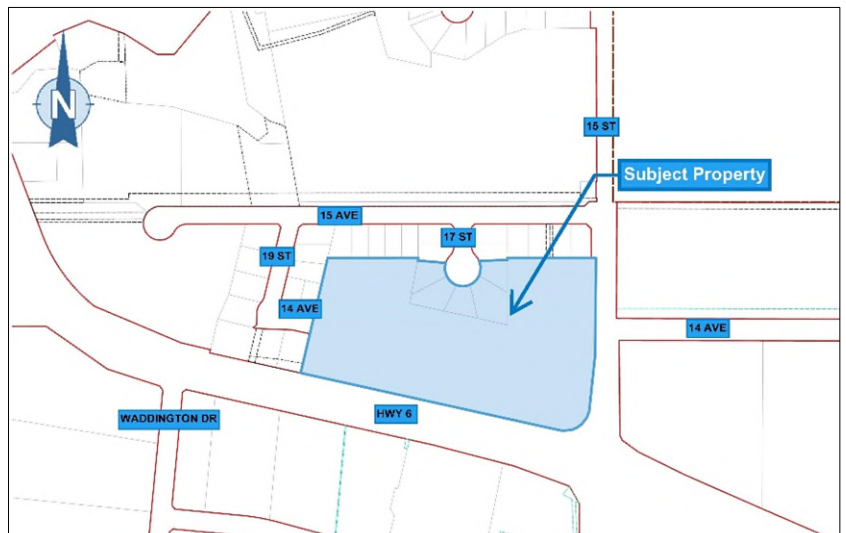 N
15 ST
Subject Property
15 AVE
17 ST
19 ST
14 AVE
14 AVE
WADDINGTON DR
HWY 6